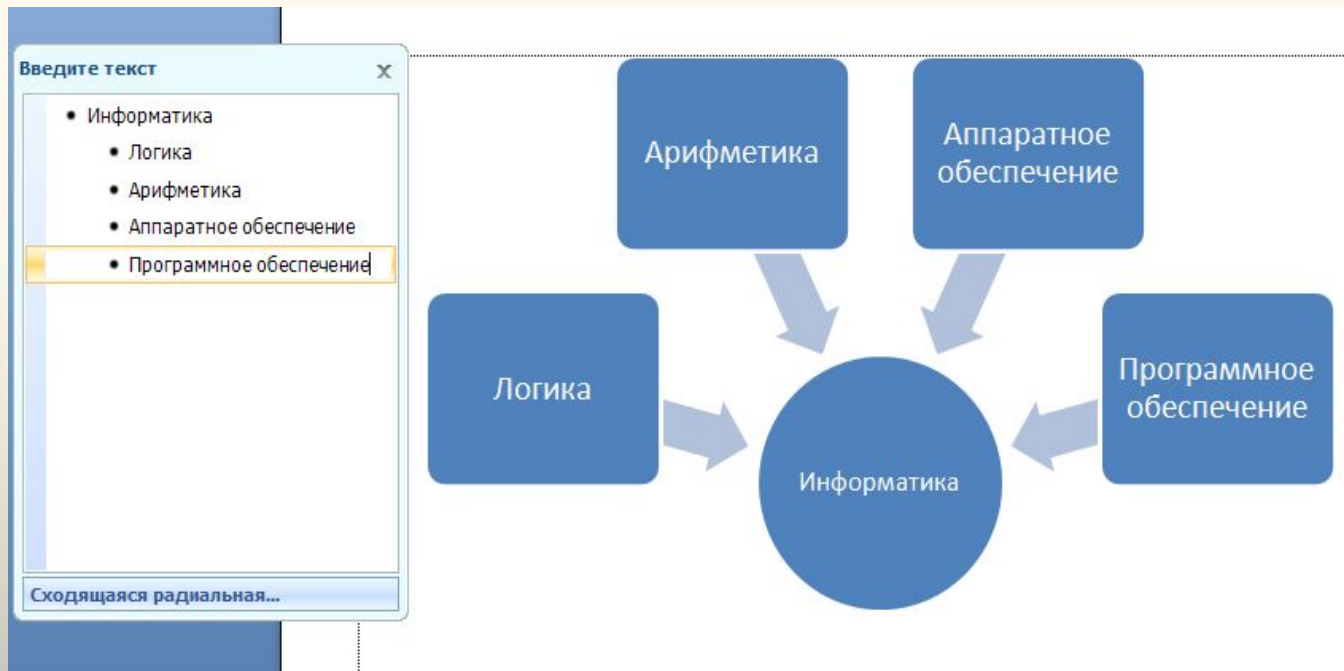 Введите текст
x
• Информатика
• Логика
• Арифметика
• Аппаратное обеспечение
• Программное обеспечение
Сходящаяся радиальная...
Арифметика
Аппаратное
обеспечение
Логика
Программное
обеспечение
Информатика